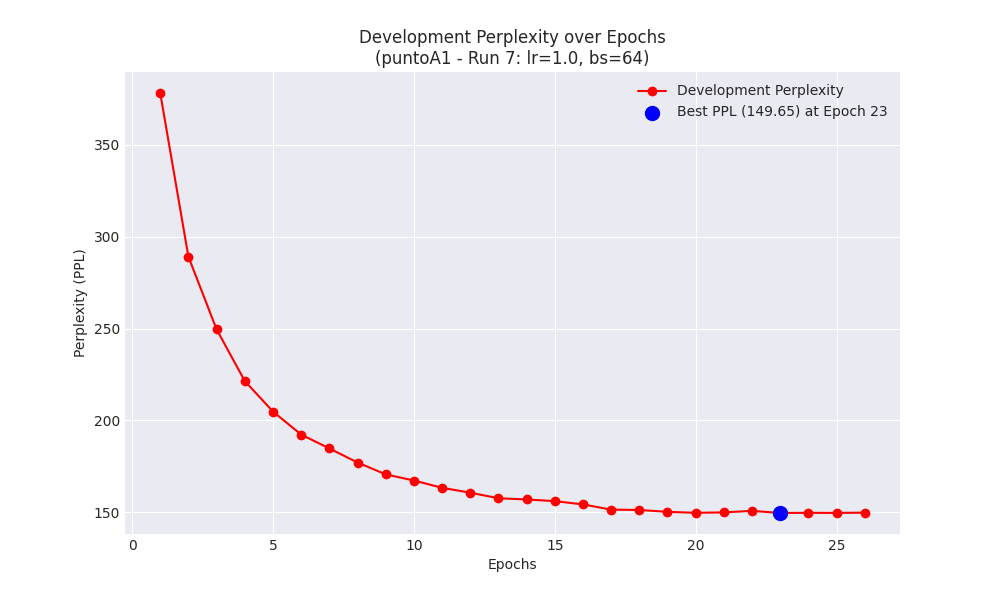 Development Perplexity over Epochs
(puntoA1 - Run 7: lr=1.0, bs=64)
Development Perplexity
Best PPL (149.65) at Epoch 23
Perplexity (PPL)
350
300
250
200
150
0 5 10 15 20 25
Epochs